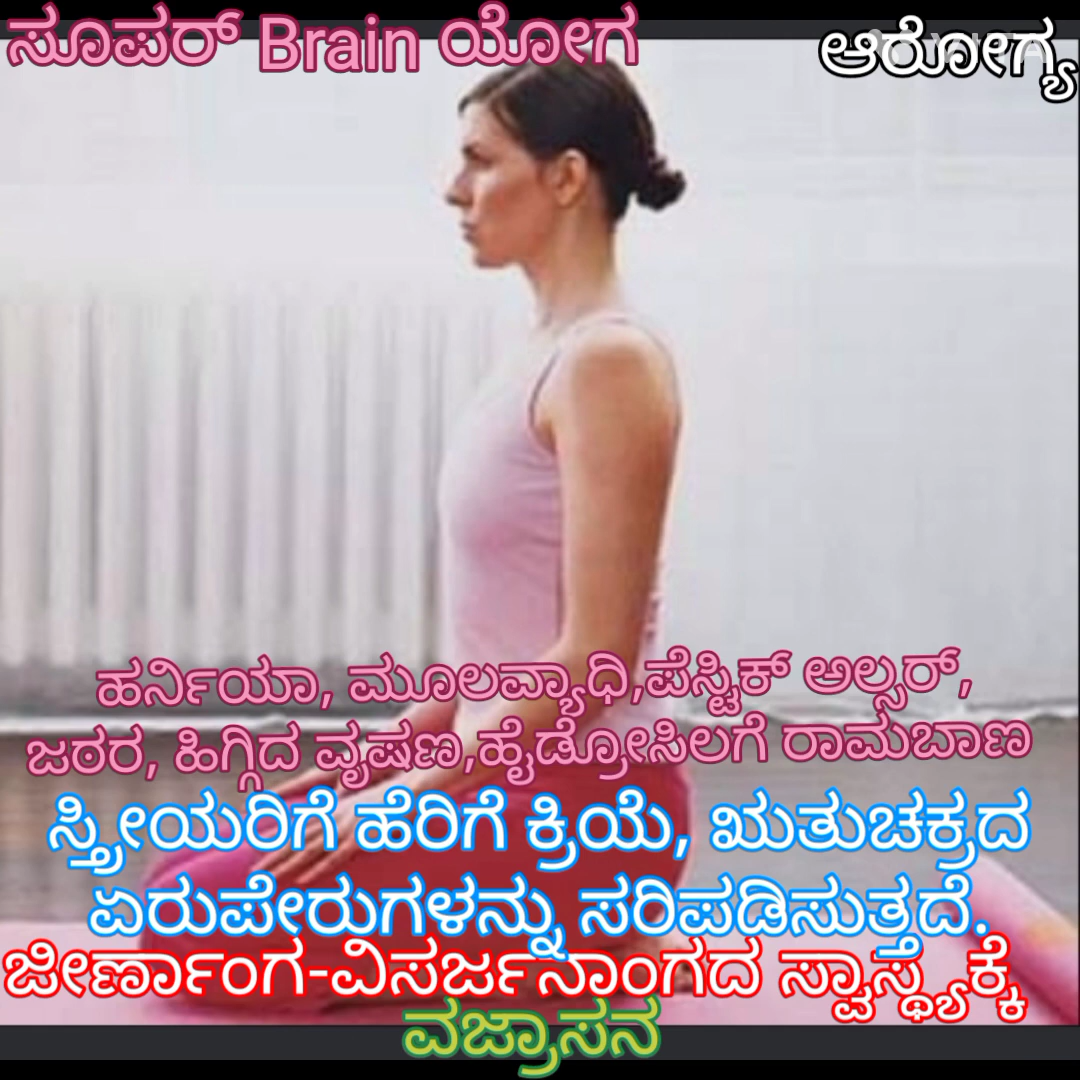 ಸೂಪರ್ Brain ಯೋಗ
ಆರೋಗ್ಯ
ಹರ್ನಿಯಾ, ಮೂಲವ್ಯಾಧಿ,ಪೆಸ್ಟಿಕ್ ಅಲ್ಸರ್,
ಜಠರ, ಹಿಗ್ಗಿದ ವೃಷಣ,ಹೈಡ್ರೋಸಿಲಗೆ ರಾಮಬಾಣ
ಸ್ತ್ರೀಯರಿಗೆ ಹೆರಿಗೆ ಕ್ರಿಯೆ, ಋತುಚಕ್ರದ
ಏರುಪೇರುಗಳನ್ನು ಸರಿಪಡಿಸುತ್ತದೆ.
ಜೀರ್ಣಾಂಗ-ವಿಸರ್ಜನಾಂಗದ ಸ್ವಾಸ್ಥ್ಯಕ್ಕೆ
ವಜ್ರಾಸನ